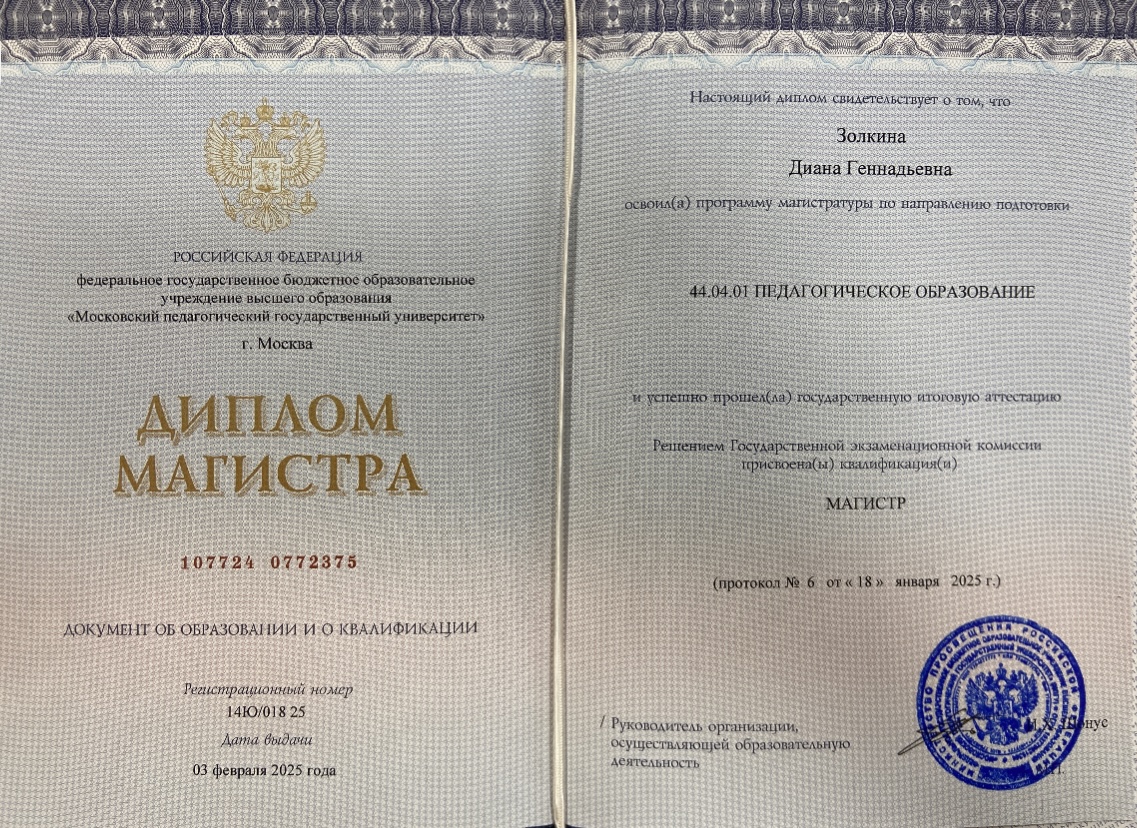 РОССИЙСКАЯ ФЕДЕРАЦИЯ
федеральное государственное бюджетное образовательное
учреждение высшего образования
«Московский педагогический государственный университет»
г. Москва
ДИПЛОМ
МАГИСТРА
107724 0772375
ДОКУМЕНТ ОБ ОБРАЗОВАНИИ И О КВАЛИФИКАЦИИ
Регистрационный номер
14Ю/018 25
Дата выдачи
03 февраля 2025 года
Настоящий диплом свидетельствует о том, что
Золкина
Диана Геннадьевна
освоил(а) программу магистратуры по направлению подготовки
44.04.01 ПЕДАГОГИЧЕСКОЕ ОБРАЗОВАНИЕ
и успешно прошел(ла) государственную итоговую аттестацию
Решением Государственной экзаменационной комиссии
присвоена(ы) квалификация(и)
МАГИСТР
(протокол № 6 от « 18 » января 2025 г.)
МИНИСТЕРСТВО ПРОСВЕЩЕНИЯ РОССИЙСКОЙ ФЕДЕРАЦИИ
/ Руководитель организации,
осуществляющей образовательную
деятельность